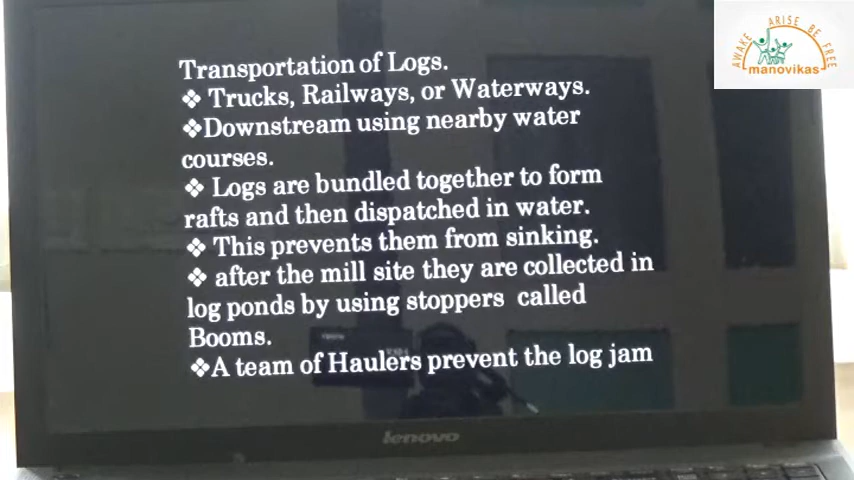 AWAKE ARISE BE FREE
manovikas
Transportation of Logs.
❖ Trucks, Railways, or Waterways.
❖Downstream using nearby water
courses.
❖ Logs are bundled together to form
rafts and then dispatched in water.
❖ This prevents them from sinking.
❖ after the mill site they are collected in
log ponds by using stoppers called
Booms.
❖A team of Haulers prevent the log jam
lenovo